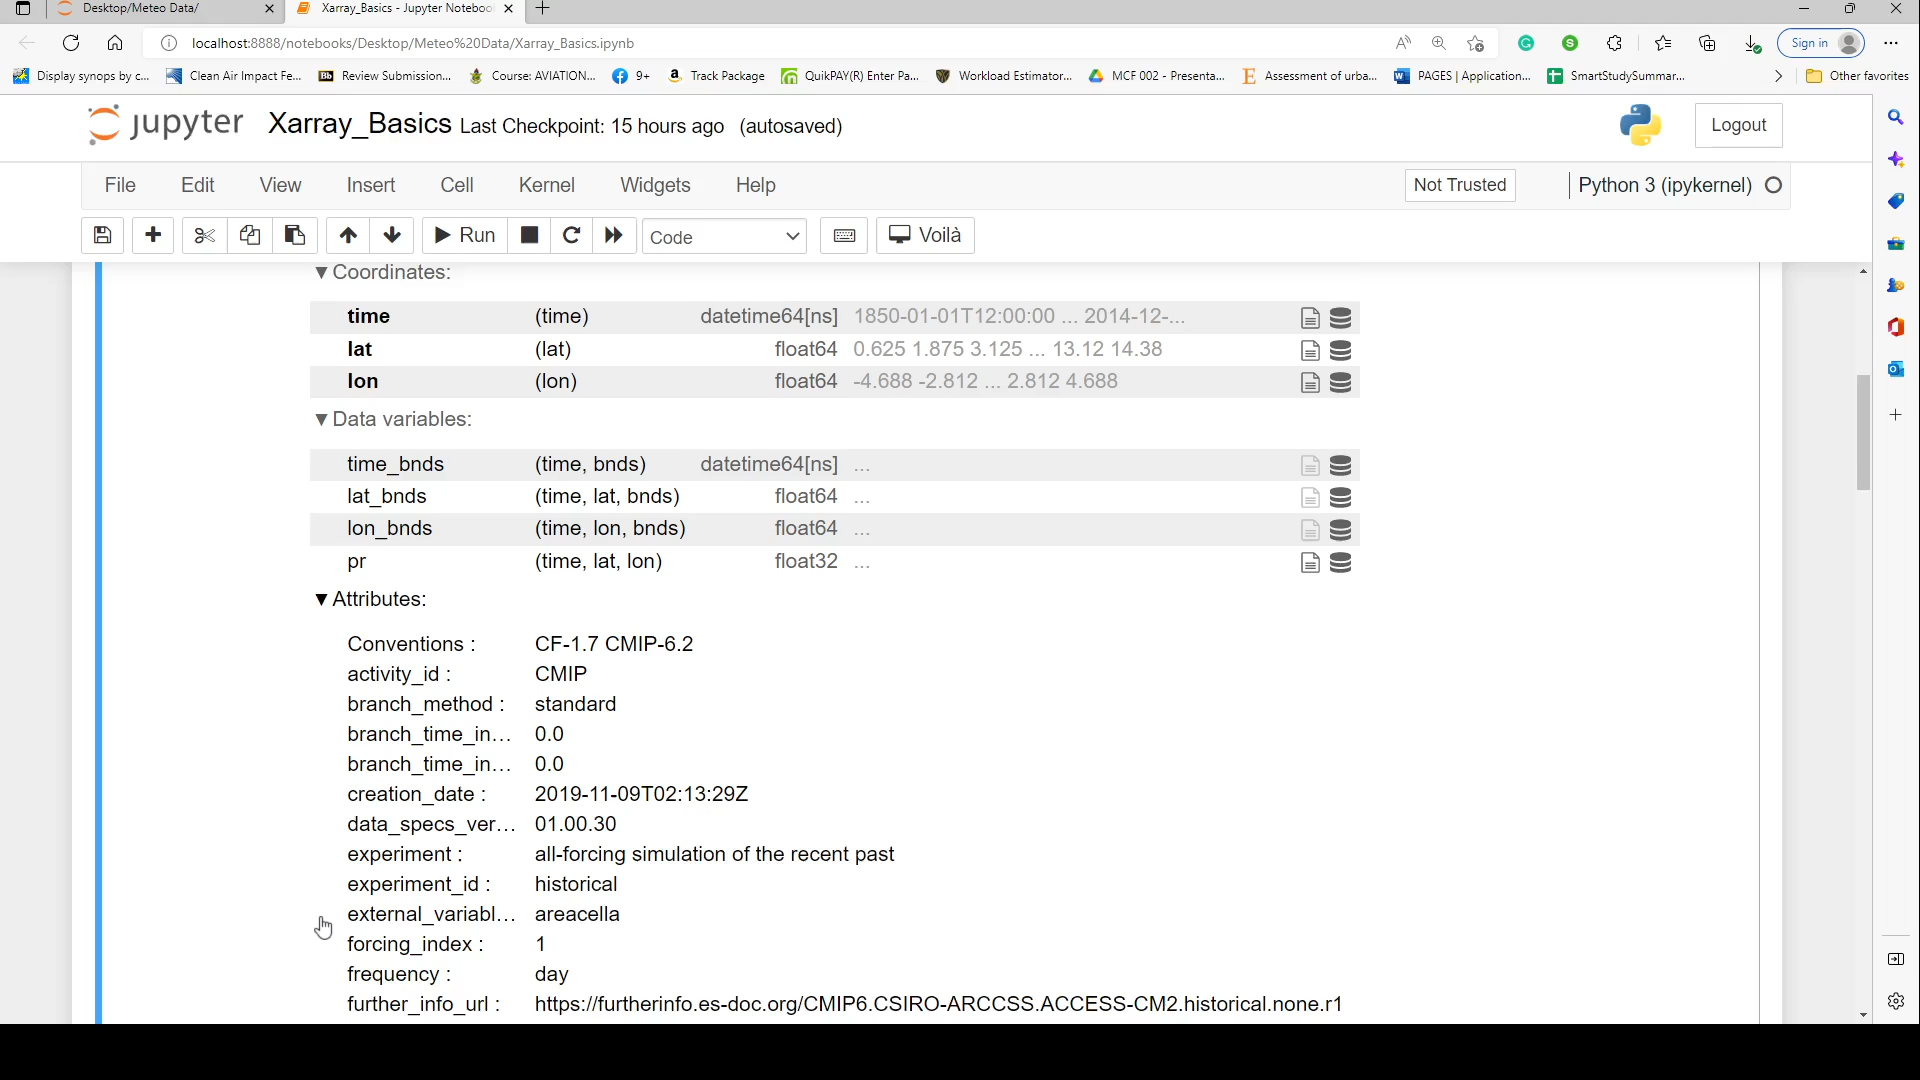 Desktop/Meteo Data/
Xarray_Basics - Jupyter Noteboo
localhost:8888/notebooks/Desktop/Meteo%20Data/Xarray_Basics.ipynb
Sign in
Display synops by c...
Clean Air Impact Fe...
Bb Review Submission...
Course: AVIATION...
9+
Track Package
QuikPAY(R) Enter Pa...
Workload Estimator...
MCF 002 - Presenta...
E Assessment of urba...
PAGES | Application...
SmartStudySummar...
Other favorites
jupyter Xarray_Basics Last Checkpoint: 15 hours ago (autosaved)
Logout
File Edit View Insert Cell Kernel Widgets Help
Not Trusted
Python 3 (ipykernel)
Run
Code
Voilà
Coordinates:
time (time) datetime64[ns] 1850-01-01T12:00:00 ... 2014-12-...
lat (lat) float64 0.625 1.875 3.125 ... 13.12 14.38
lon (lon) float64 -4.688 -2.812 ... 2.812 4.688
Data variables:
time_bnds (time, bnds) datetime64[ns] ...
lat_bnds (time, lat, bnds) float64 ...
lon_bnds (time, lon, bnds) float64 ...
pr (time, lat, lon) float32 ...
Attributes:
Conventions : CF-1.7 CMIP-6.2
activity_id : CMIP
branch_method : standard
branch_time_in... 0.0
branch_time_in... 0.0
creation_date : 2019-11-09T02:13:29Z
data_specs_ver... 01.00.30
experiment : all-forcing simulation of the recent past
experiment_id : historical
external_variabl... areacella
forcing_index : 1
frequency : day
further_info_url : https://furtherinfo.es-doc.org/CMIP6.CSIRO-ARCCSS.ACCESS-CM2.historical.none.r1